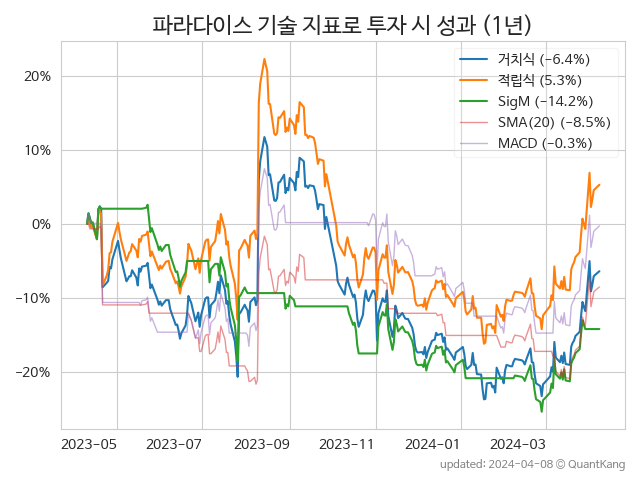 파라다이스 기술 지표로 투자 시 성과 (1년)
거치식 (−6.4%)
적립식 (5.3%)
SigM (−14.2%)
SMA(20) (−8.5%)
MACD (−0.3%)
20%
10%
0%
−10%
−20%
2023-05 2023-07 2023-09 2023-11 2024-01 2024-03
updated: 2024-04-08 © QuantKang